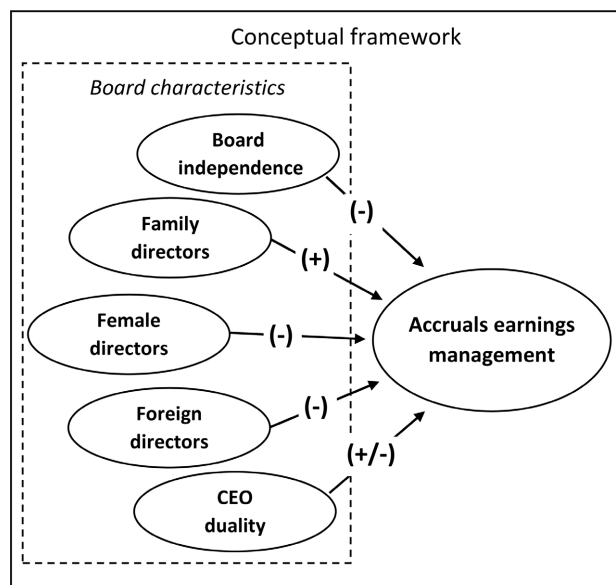 Conceptual framework
Board characteristics
Board
independence
(-)
Family
directors
(+)
Female
directors
(-)
Accruals earnings
management
Foreign
directors
(-)
(+/-)
CEO
duality